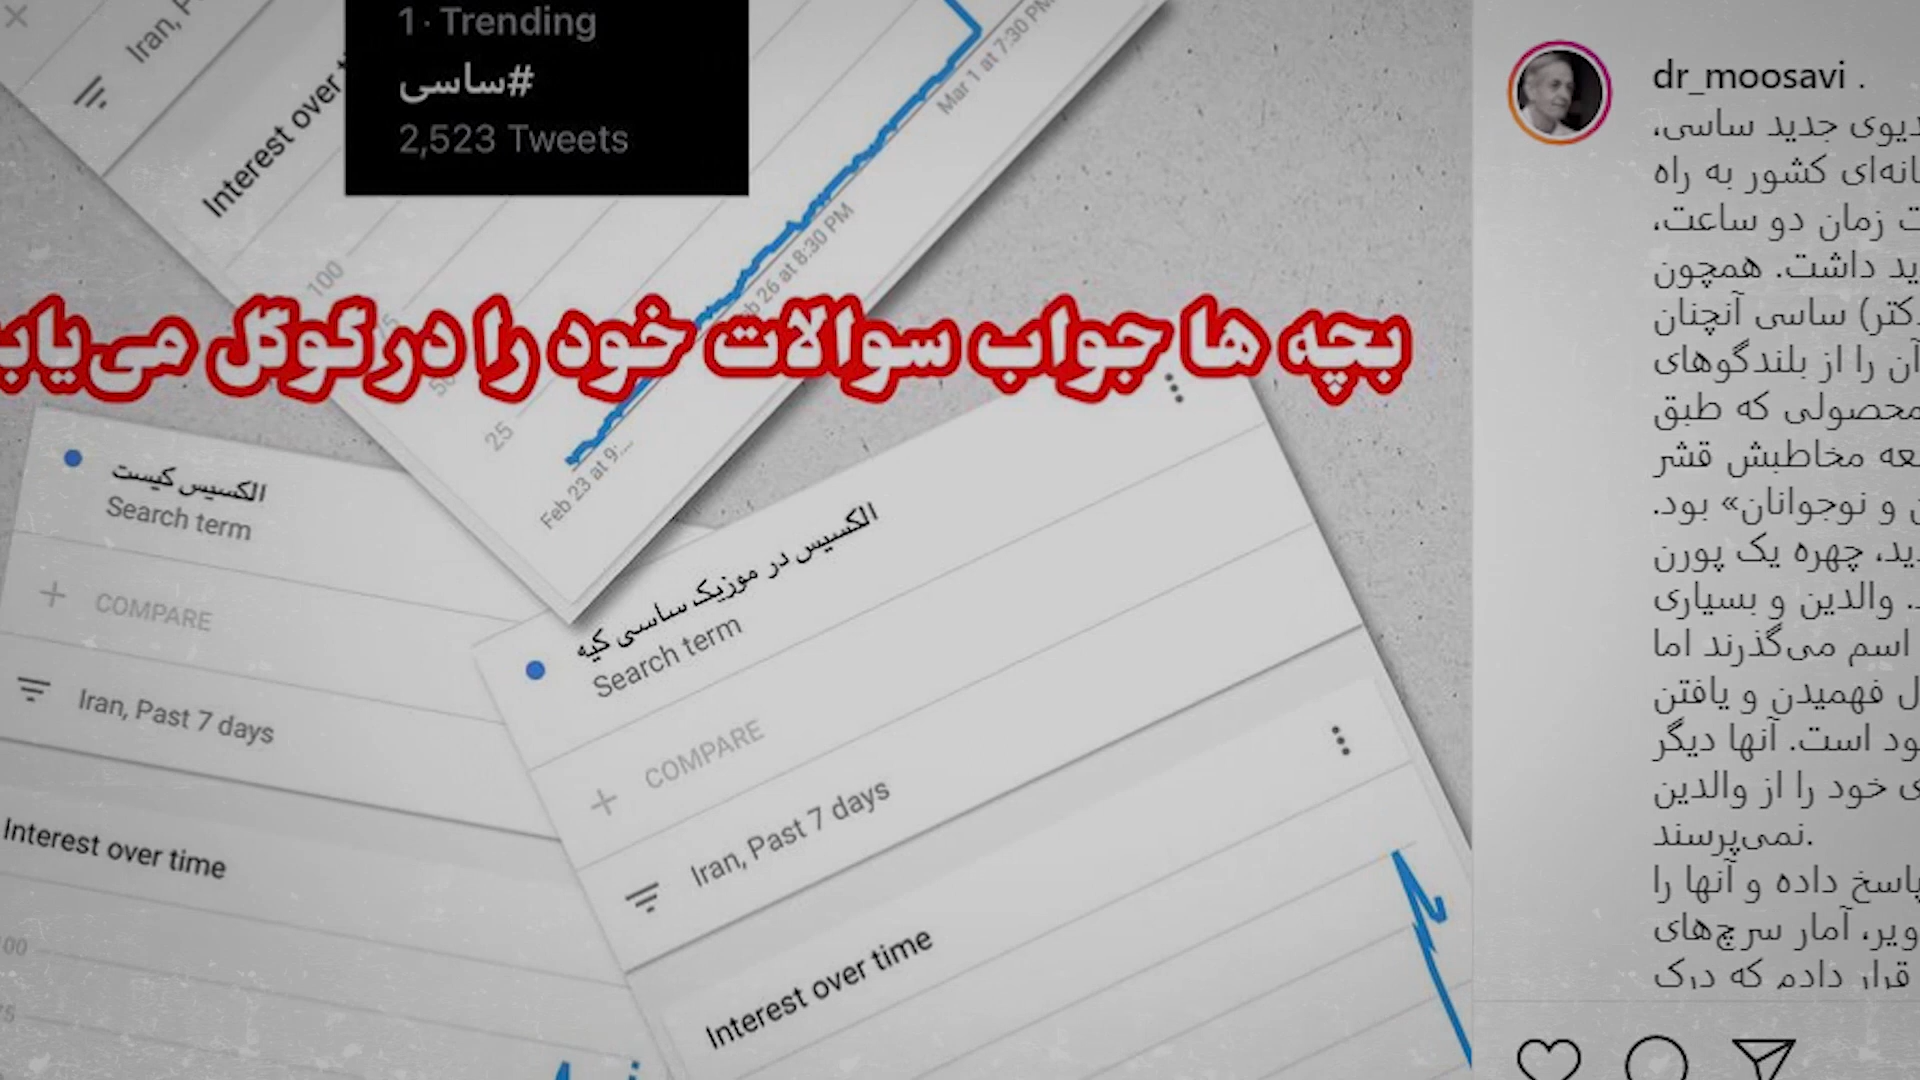 Iran, P
Interest over t
1 · Trending
#ساسی
2,523 Tweets
100
50
25
Feb 23 at 9:...
26 at 8:30 PM
Mar 1 at 7:30 PM
بچه ها جواب سوالات خود را در گوگل می‌یاب
الکسیس کیست
Search term
+ COMPARE
Iran, Past 7 days
Interest over time
الکسیس در موزیک ساسی کیه
Search term
+ COMPARE
Iran, Past 7 days
Interest over time
dr_moosavi .
دیوی جدید ساسی،
انه‌ای کشور به راه
ت زمان دو ساعت،
ید داشت. همچون
کتر) ساسی آنچنان
آن را از بلندگوهای
محصولی که طبق
عه مخاطبش قشر
ن و نوجوانان» بود.
دید، چهره یک پورن
د. والدین و بسیاری
اسم می‌گذرند اما
ل فهمیدن و یافتن
ود است. آنها دیگر
ی خود را از والدین
نمی‌پرسند.
پاسخ داده و آنها را
ویر، آمار سرچ‌های
قرار دادم که درک